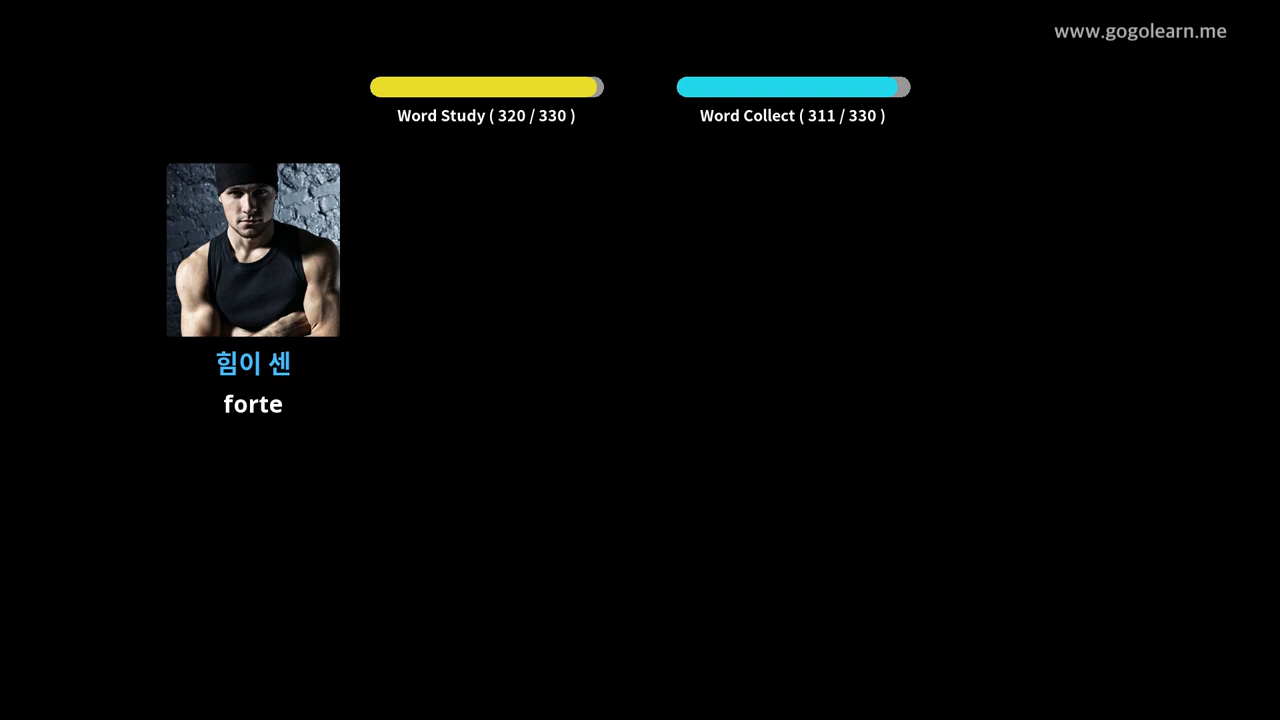 www.gogolearn.me
Word Study ( 320 / 330 )
Word Collect ( 311 / 330 )
힘이 센
forte